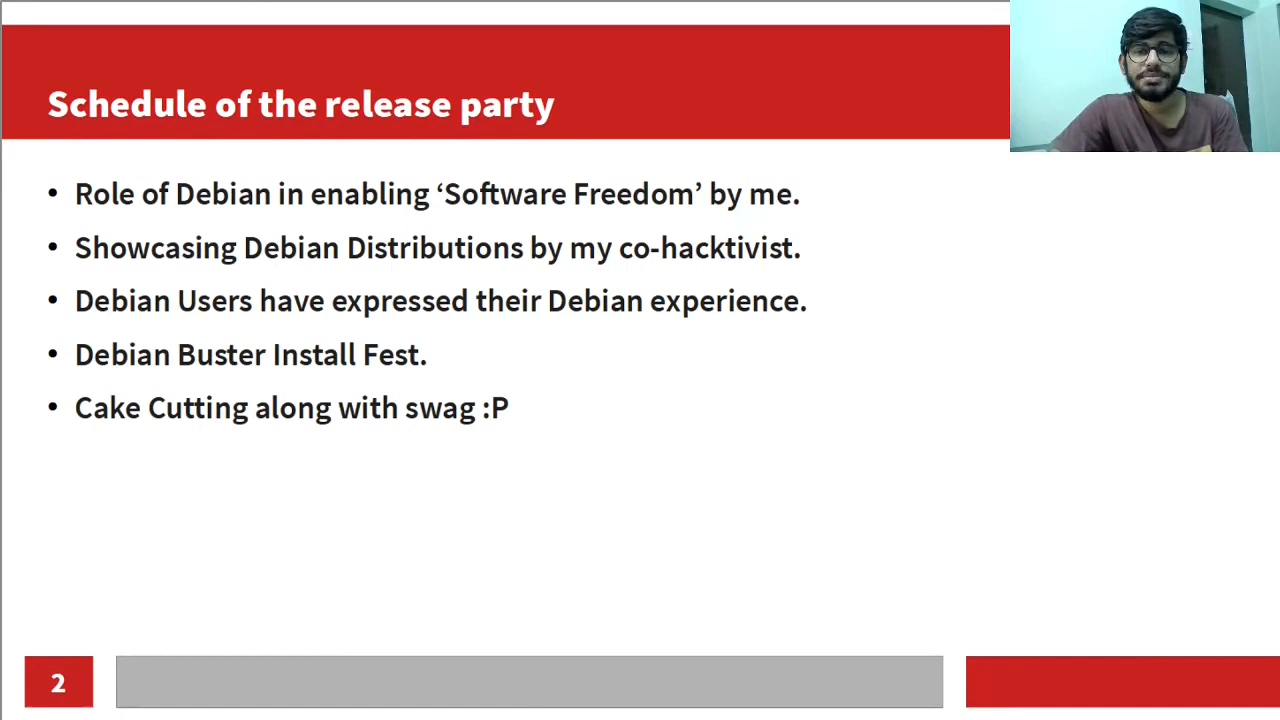 Schedule of the release party
• Role of Debian in enabling ‘Software Freedom’ by me.
• Showcasing Debian Distributions by my co-hacktivist.
• Debian Users have expressed their Debian experience.
• Debian Buster Install Fest.
• Cake Cutting along with swag :P
2